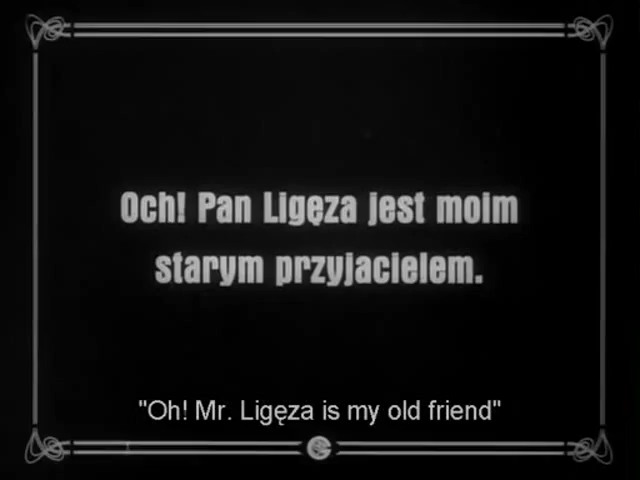 Och! Pan Ligęza jest moim
starym przyjacielem.
"Oh! Mr. Ligęza is my old friend"